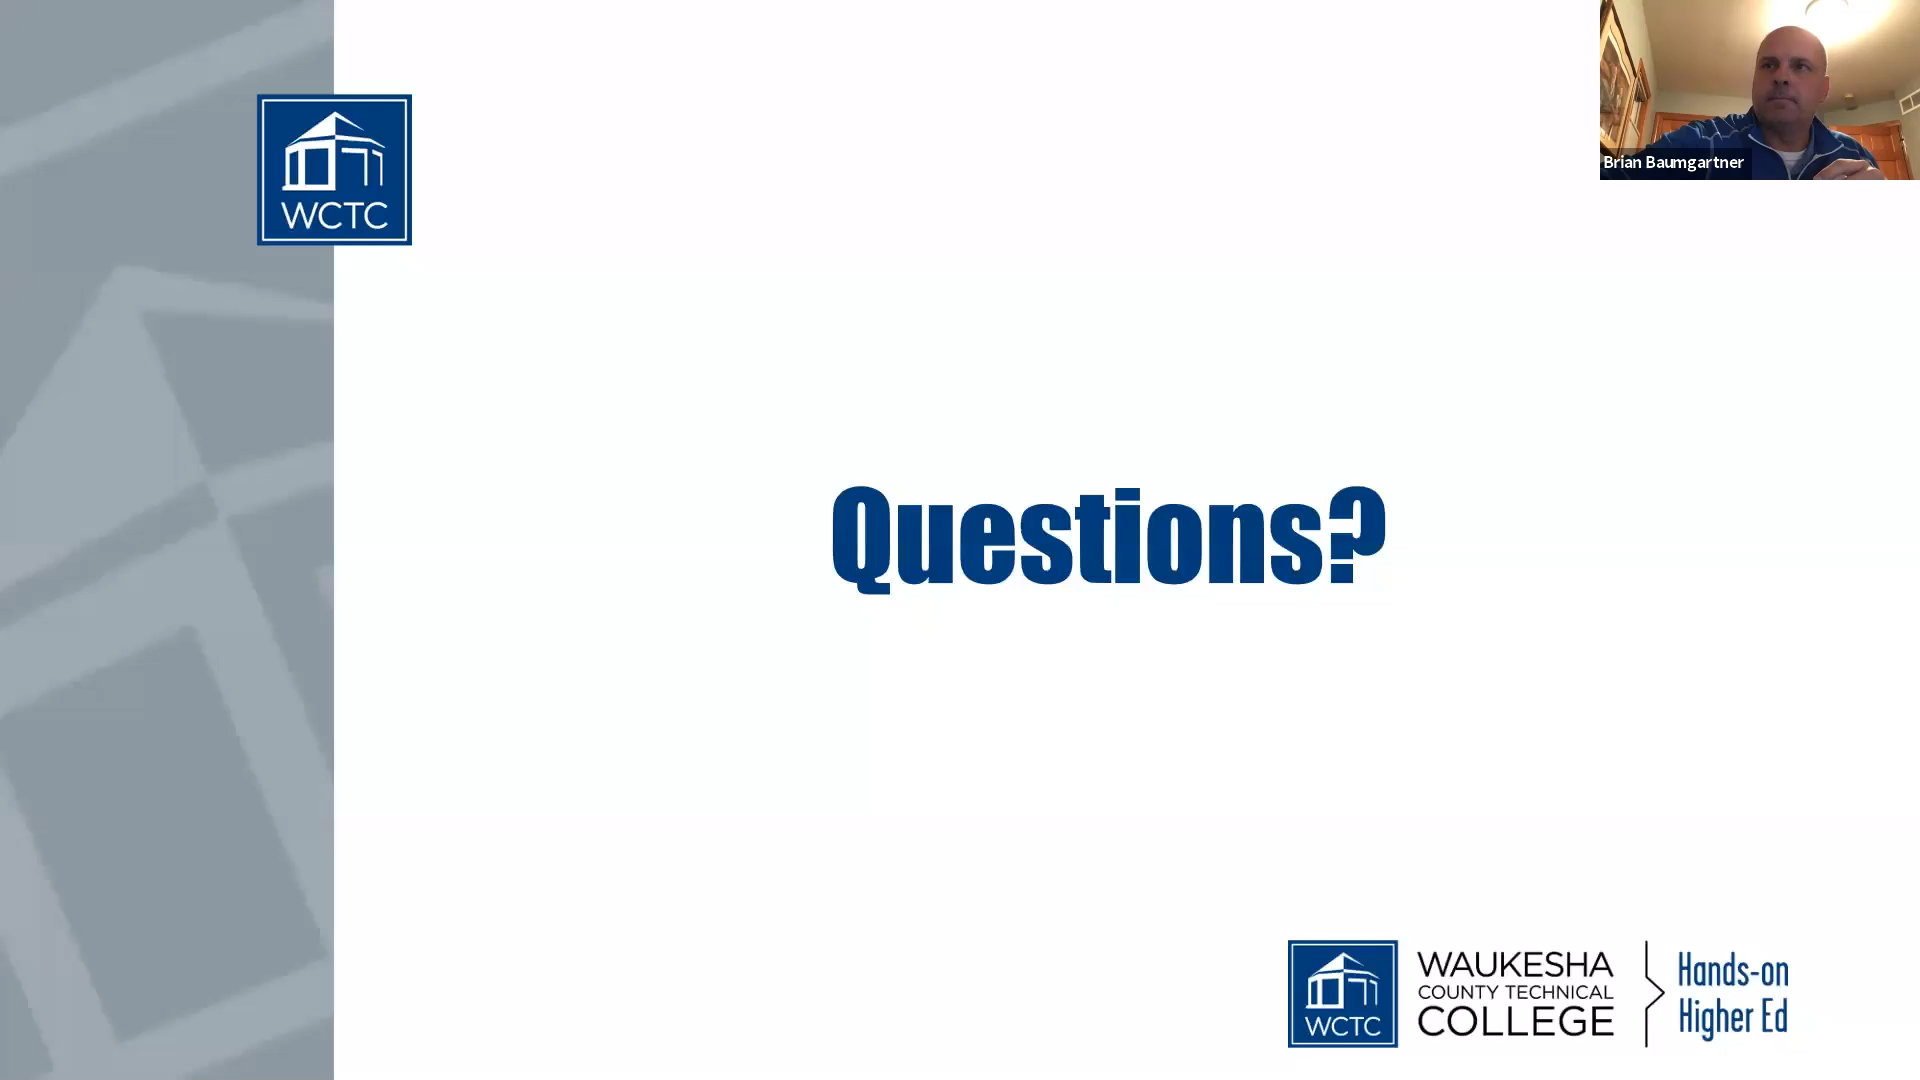 WCTC
Brian Baumgartner
Questions?
WCTC
WAUKESHA
COUNTY TECHNICAL
COLLEGE
Hands-on
Higher Ed